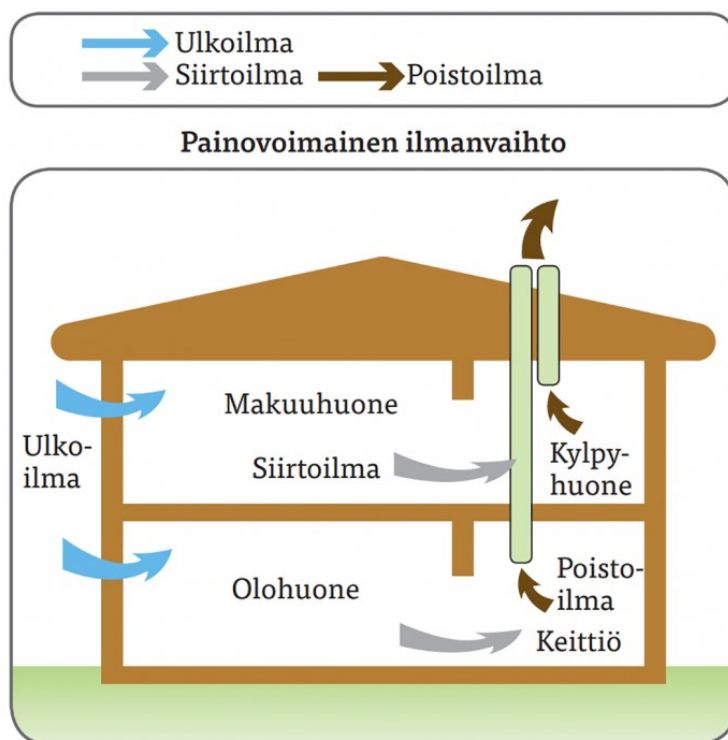 Ulkoilma
Siirtoilma Poistoilma
Painovoimainen ilmanvaihto
Makuuhuone
Ulko-
ilma
Siirtoilma
Kylpy-
huone
Olohuone
Poisto-
ilma
Keittiö